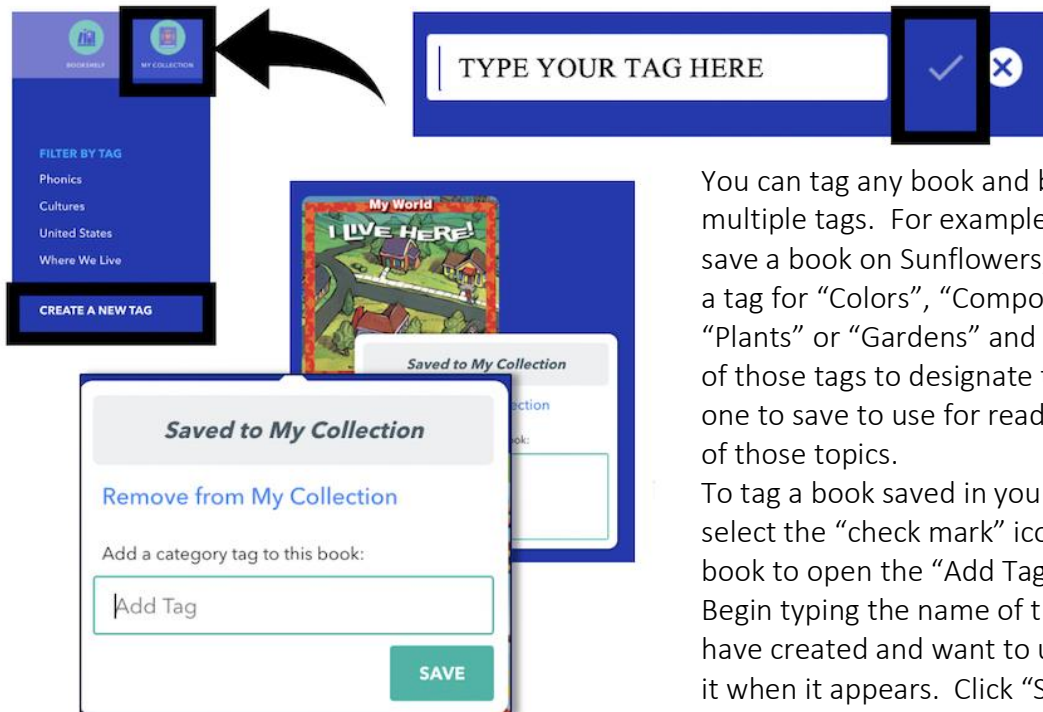 BOOKSHELF
MY COLLECTION
FILTER BY TAG
Phonics
Cultures
United States
Where We Live
CREATE A NEW TAG
TYPE YOUR TAG HERE
My World
I LIVE HERE!
Saved to My Collection
ection
ook:
Saved to My Collection
Remove from My Collection
Add a category tag to this book:
Add Tag
SAVE
You can tag any book and
multiple tags. For example
save a book on Sunflowers
a tag for “Colors”, “Compo
“Plants” or “Gardens” and
of those tags to designate
one to save to use for read
of those topics.
To tag a book saved in you
select the “check mark” ico
book to open the “Add Tag
Begin typing the name of t
have created and want to
it when it appears. Click “S